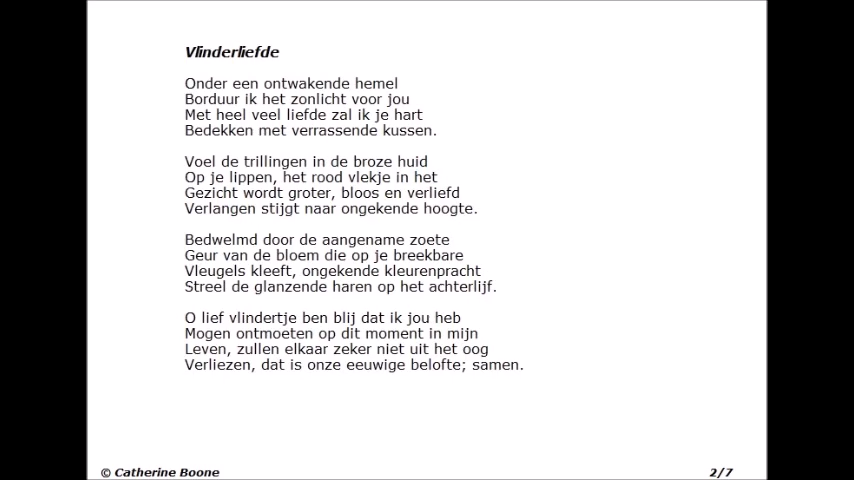 Vlinderliefde
Onder een ontwakende hemel
Borduur ik het zonlicht voor jou
Met heel veel liefde zal ik je hart
Bedekken met verrassende kussen.
Voel de trillingen in de broze huid
Op je lippen, het rood vlekje in het
Gezicht wordt groter, bloos en verliefd
Verlangen stijgt naar ongekende hoogte.
Bedwelmd door de aangename zoete
Geur van de bloem die op je breekbare
Vleugels kleeft, ongekende kleurenpracht
Streel de glanzende haren op het achterlijf.
O lief vlindertje ben blij dat ik jou heb
Mogen ontmoeten op dit moment in mijn
Leven, zullen elkaar zeker niet uit het oog
Verliezen, dat is onze eeuwige belofte; samen.
© Catherine Boone
2/7